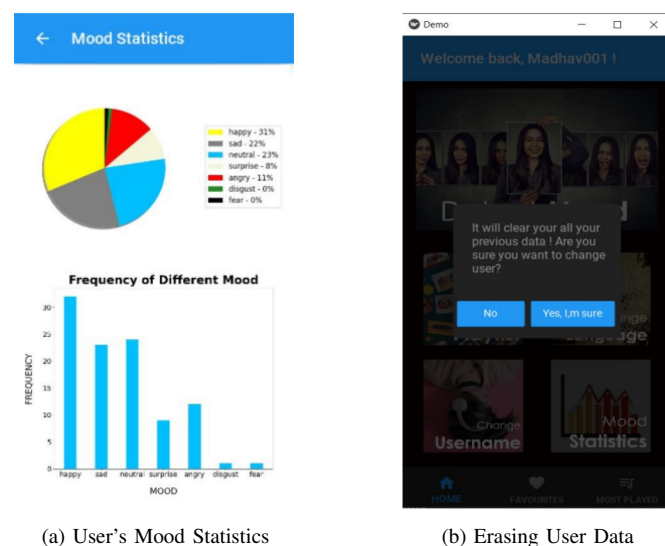 Mood Statistics
happy - 31%
sad - 22%
neutral - 23%
surprise - 8%
angry - 11%
disgust - 0%
fear - 0%
Frequency of Different Mood
30
25
20
15
10
5
0
FREQUENCY
happy sad neutral surprise angry disgust fear
MOOD
(a) User's Mood Statistics
Demo
Welcome back, Madhav001 !
It will clear your all your
previous data ! Are you
sure you want to change
user?
No Yes, I,m sure
Playlist
Language
Change
Username
Mood
Statistics
HOME FAVOURITES MOST PLAYED
(b) Erasing User Data